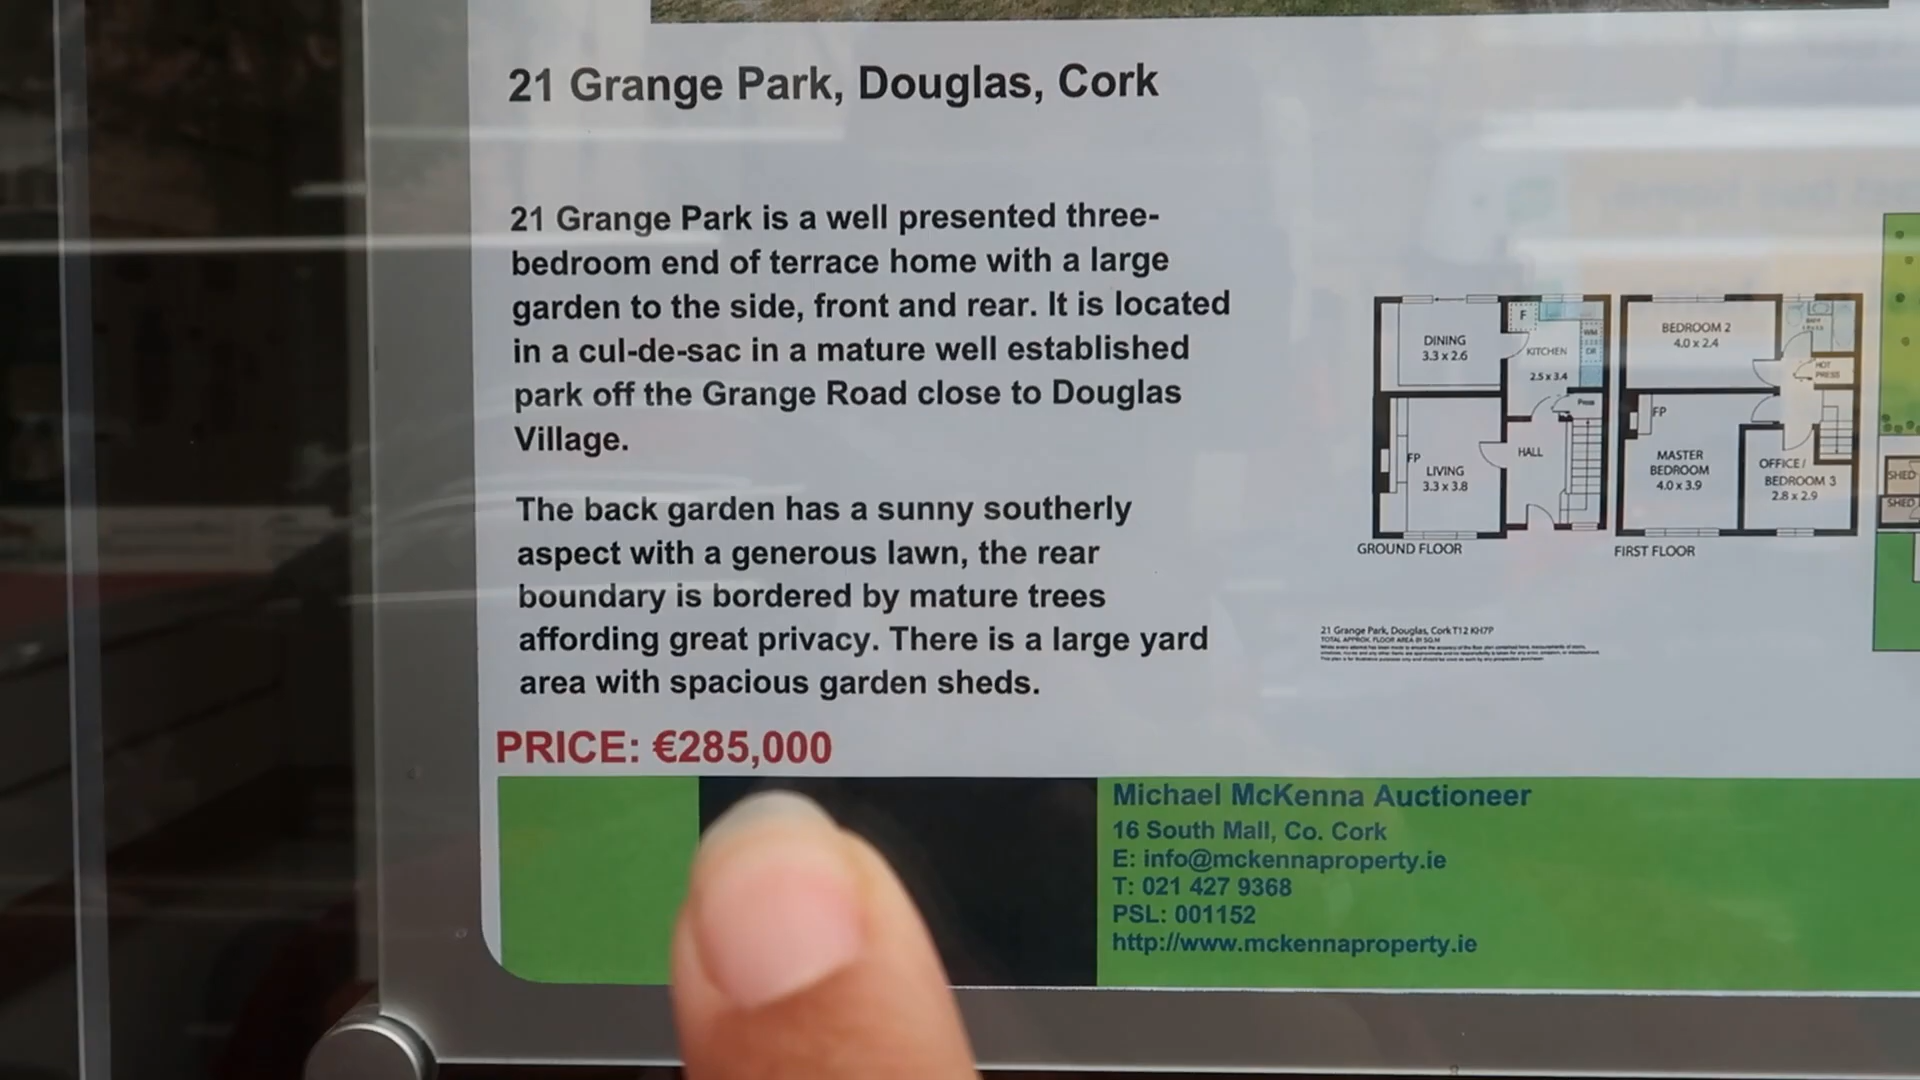 21 Grange Park, Douglas, Cork
21 Grange Park is a well presented three-
bedroom end of terrace home with a large
garden to the side, front and rear. It is located
in a cul-de-sac in a mature well established
park off the Grange Road close to Douglas
Village.
The back garden has a sunny southerly
aspect with a generous lawn, the rear
boundary is bordered by mature trees
affording great privacy. There is a large yard
area with spacious garden sheds.
PRICE: €285,000
DINING
3.3 x 2.6
F
KITCHEN
2.5 x 3.4
WM
FP
LIVING
3.3 x 3.8
HALL
GROUND FLOOR
BEDROOM 2
4.0 x 2.4
HOT
PRESS
FP
MASTER
BEDROOM
4.0 x 3.9
OFFICE /
BEDROOM 3
2.8 x 2.9
FIRST FLOOR
SHED
SHED
21 Grange Park, Douglas, Cork T12 KH7P
Michael McKenna Auctioneer
16 South Mall, Co. Cork
E: info@mckennaproperty.ie
T: 021 427 9368
PSL: 001152
http://www.mckennaproperty.ie